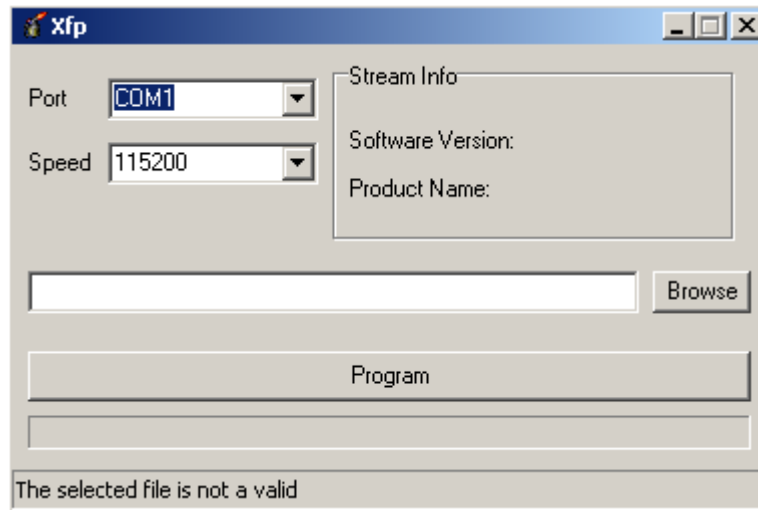 Xfp
Port COM1
Speed 115200
Stream Info
Software Version:
Product Name:
Browse
Program
The selected file is not a valid